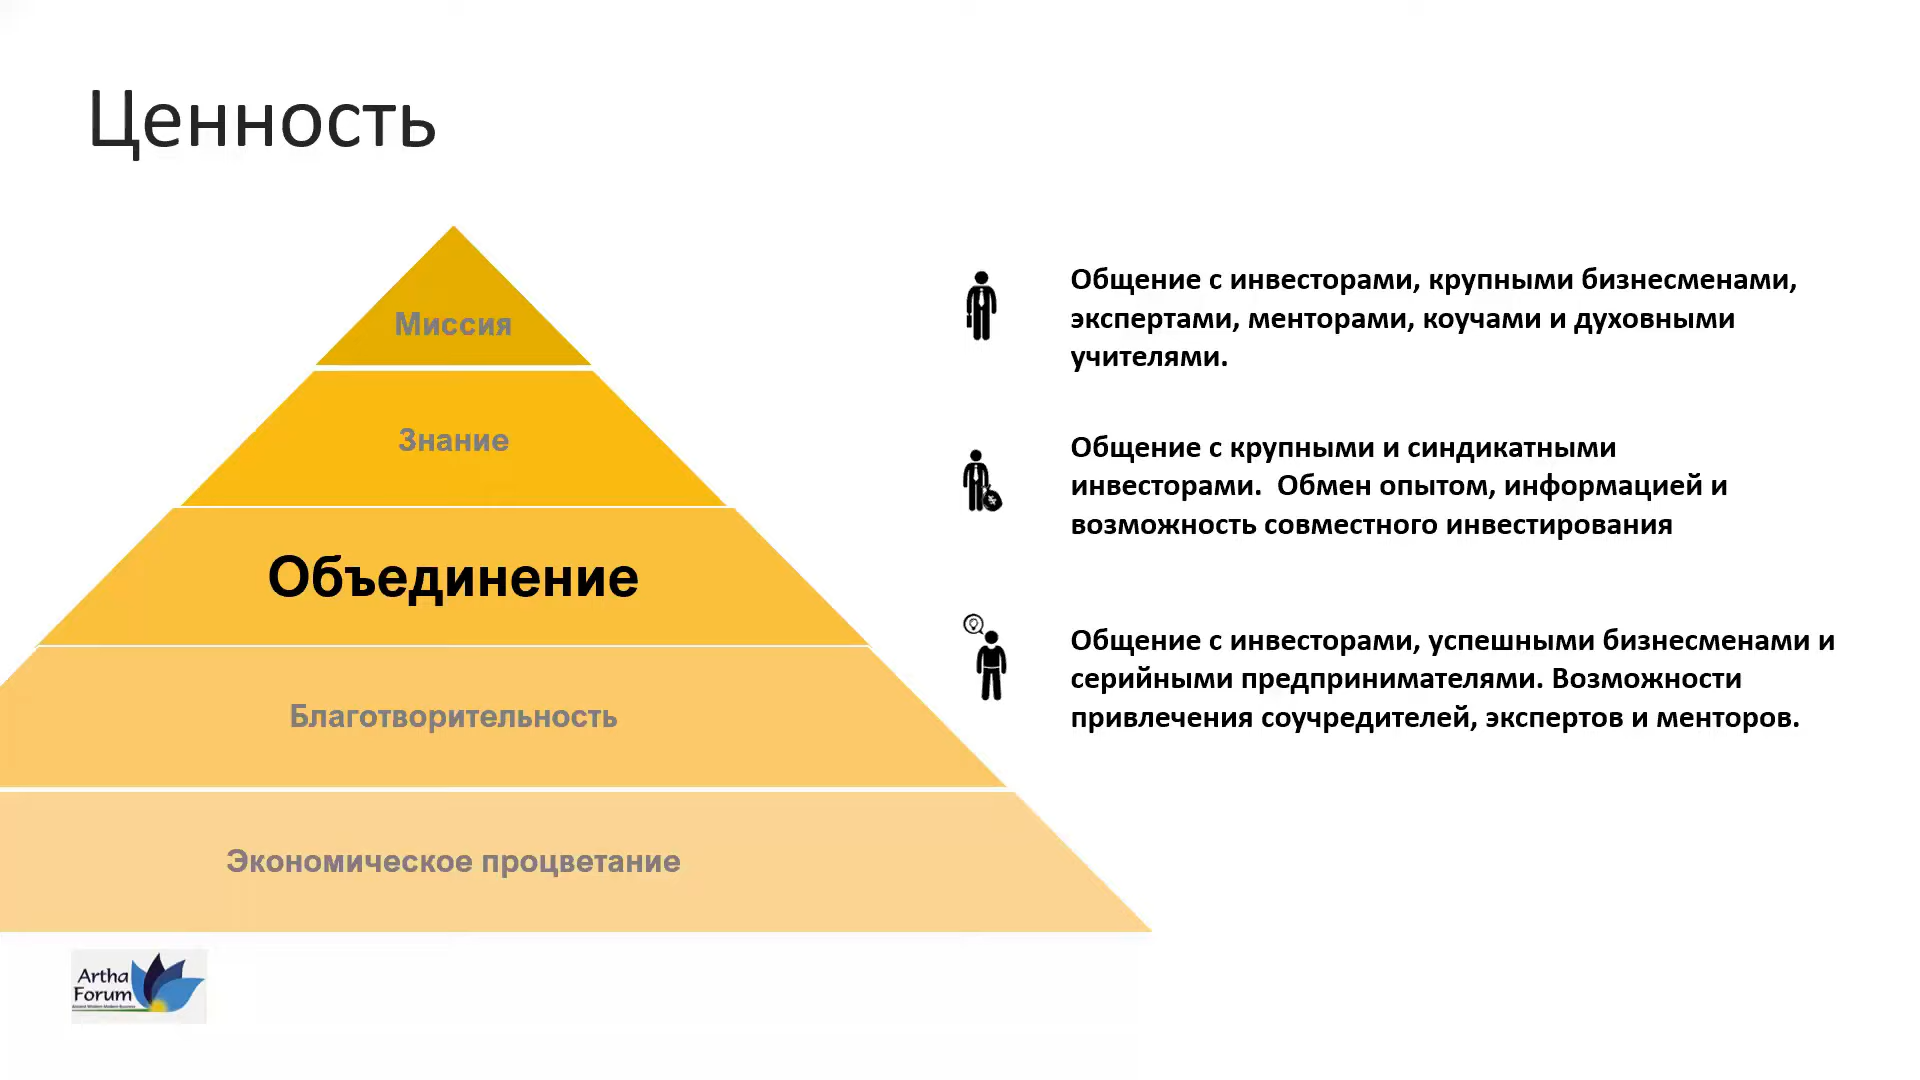 Ценность
Миссия
Знание
Объединение
Благотворительность
Экономическое процветание
Общение с инвесторами, крупными бизнесменами,
экспертами, менторами, коучами и духовными
учителями.
Общение с крупными и синдикатными
инвесторами.  Обмен опытом, информацией и
возможность совместного инвестирования
Общение с инвесторами, успешными бизнесменами и
серийными предпринимателями. Возможности
привлечения соучредителей, экспертов и менторов.
Artha
Forum